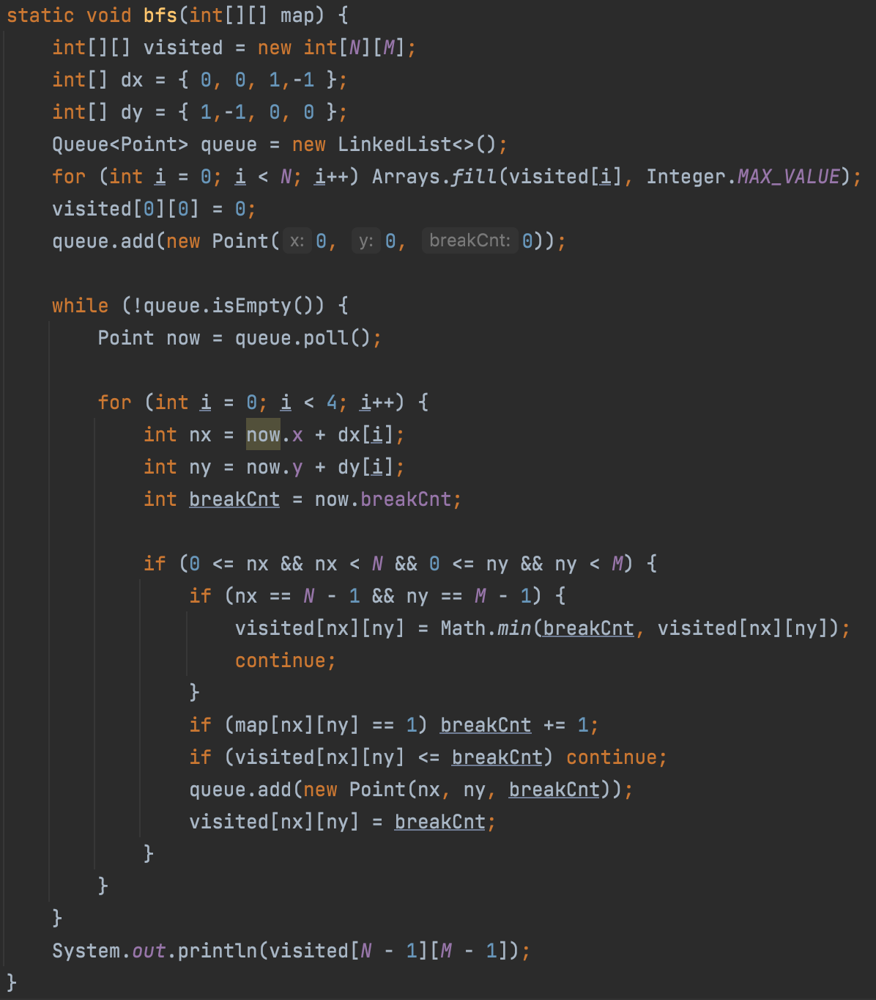 static void bfs(int[][] map) {
    int[][] visited = new int[N][M];
    int[] dx = { 0, 0, 1,-1 };
    int[] dy = { 1,-1, 0, 0 };
    Queue<Point> queue = new LinkedList<>();
    for (int i = 0; i < N; i++) Arrays.fill(visited[i], Integer.MAX_VALUE);
    visited[0][0] = 0;
    queue.add(new Point( x: 0, y: 0, breakCnt: 0));

    while (!queue.isEmpty()) {
        Point now = queue.poll();

        for (int i = 0; i < 4; i++) {
            int nx = now.x + dx[i];
            int ny = now.y + dy[i];
            int breakCnt = now.breakCnt;

            if (0 <= nx && nx < N && 0 <= ny && ny < M) {
                if (nx == N - 1 && ny == M - 1) {
                    visited[nx][ny] = Math.min(breakCnt, visited[nx][ny]);
                    continue;
                }
                if (map[nx][ny] == 1) breakCnt += 1;
                if (visited[nx][ny] <= breakCnt) continue;
                queue.add(new Point(nx, ny, breakCnt));
                visited[nx][ny] = breakCnt;
            }
        }
    }
    System.out.println(visited[N - 1][M - 1]);
}